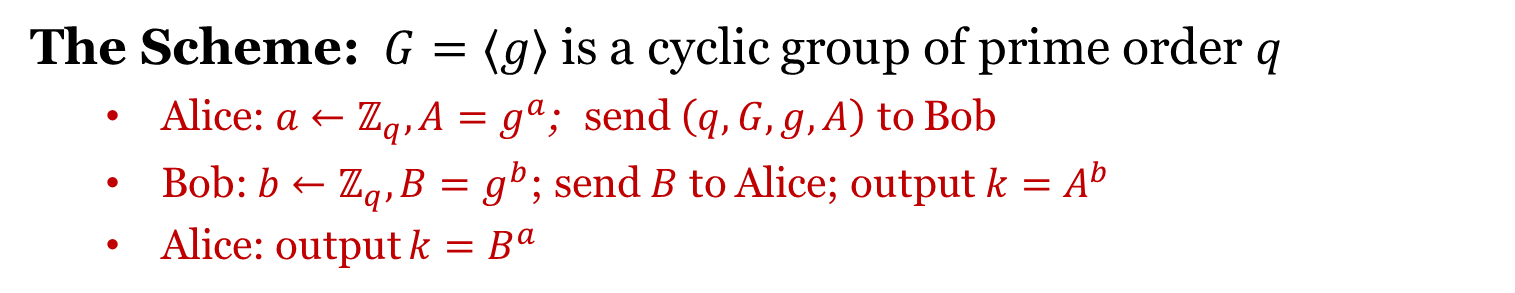 The Scheme: G = ⟨g⟩ is a cyclic group of prime order q
• Alice: a ← ℤ_q, A = g^a; send (q, G, g, A) to Bob
• Bob: b ← ℤ_q, B = g^b; send B to Alice; output k = A^b
• Alice: output k = B^a